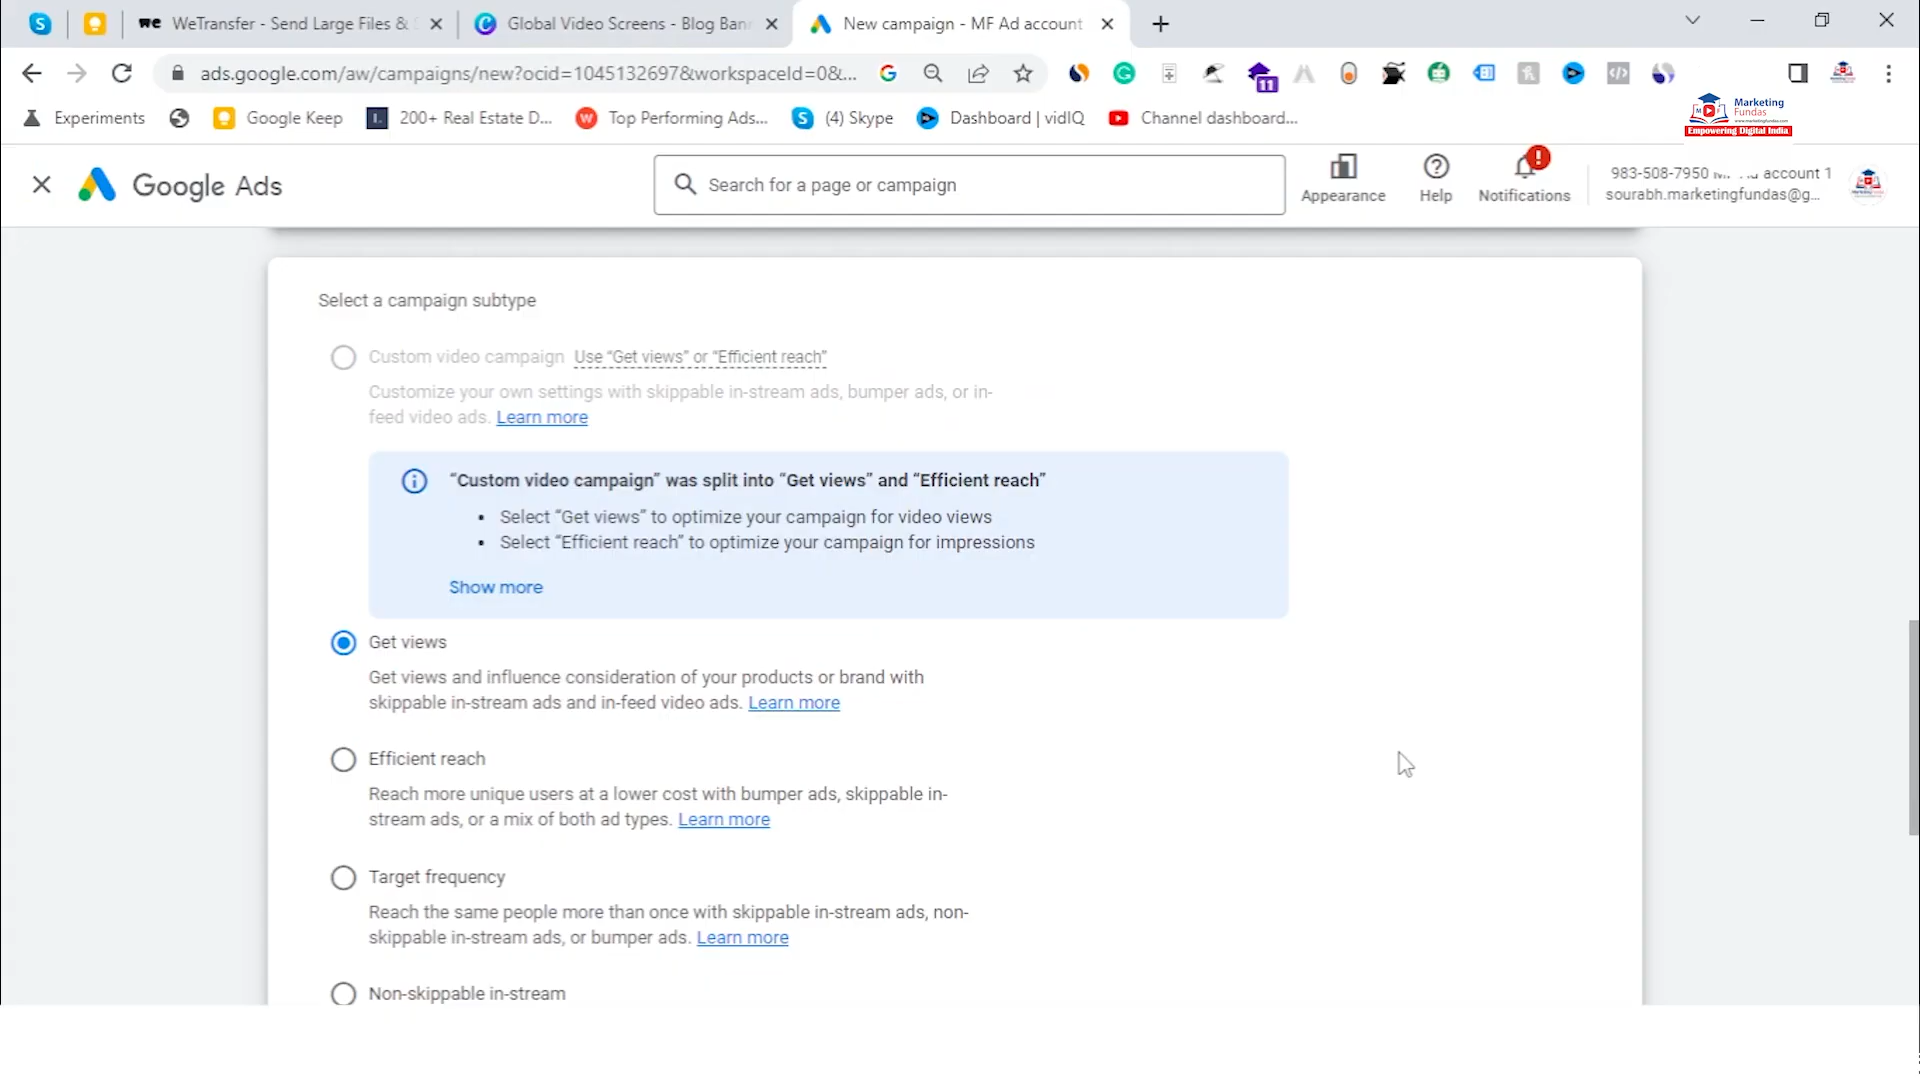 WeTransfer - Send Large Files &
Global Video Screens - Blog Bann
New campaign - MF Ad account
ads.google.com/aw/campaigns/new?ocid=1045132697&workspaceId=0&...
11
Experiments
Google Keep
200+ Real Estate D...
Top Performing Ads...
(4) Skype
Dashboard | vidIQ
Channel dashboard...
Marketing
Fundas
www.marketingfundas.com
Empowering Digital India
Google Ads
Search for a page or campaign
Appearance
Help
Notifications
983-508-7950 account 1
sourabh.marketingfundas@g...
Select a campaign subtype
Custom video campaign Use “Get views” or “Efficient reach”
Customize your own settings with skippable in-stream ads, bumper ads, or in-
feed video ads. Learn more
“Custom video campaign” was split into “Get views” and “Efficient reach”
• Select “Get views” to optimize your campaign for video views
• Select “Efficient reach” to optimize your campaign for impressions
Show more
Get views
Get views and influence consideration of your products or brand with
skippable in-stream ads and in-feed video ads. Learn more
Efficient reach
Reach more unique users at a lower cost with bumper ads, skippable in-
stream ads, or a mix of both ad types. Learn more
Target frequency
Reach the same people more than once with skippable in-stream ads, non-
skippable in-stream ads, or bumper ads. Learn more
Non-skippable in-stream